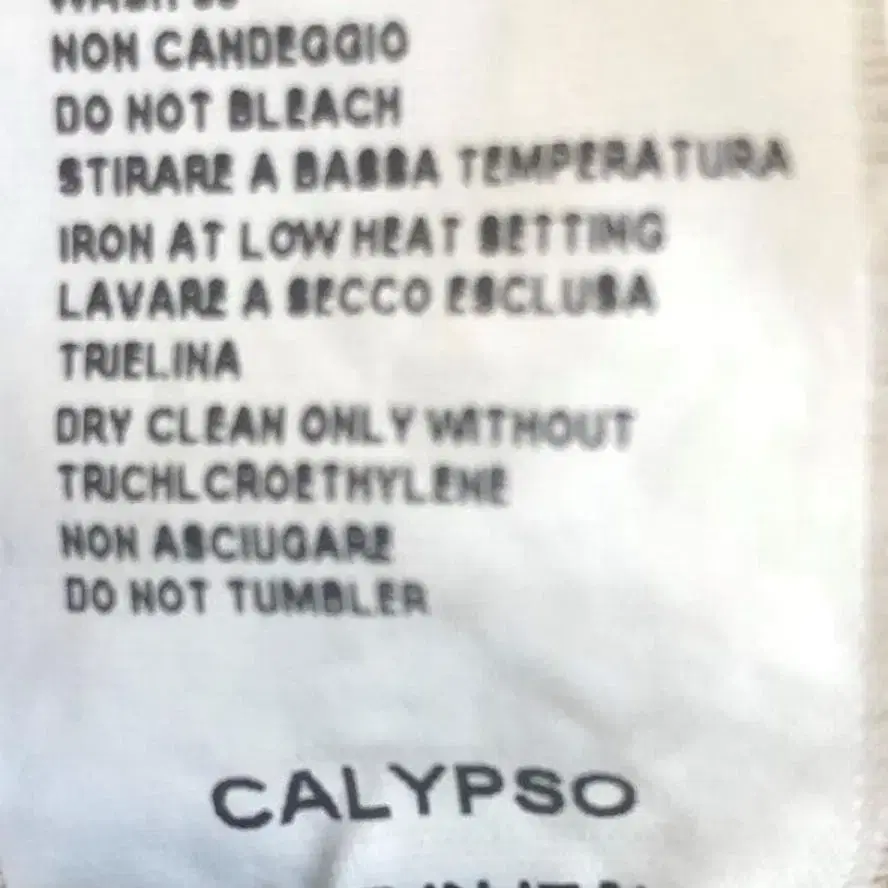 NON CANDEGGIO
DO NOT BLEACH
STIRARE A BASSA TEMPERATURA
IRON AT LOW HEAT SETTING
LAVARE A SECCO ESCLUSA
TRIELINA
DRY CLEAN ONLY WITHOUT
TRICHLCROETHYLENE
NON ASCIUGARE
DO NOT TUMBLER
CALYPSO